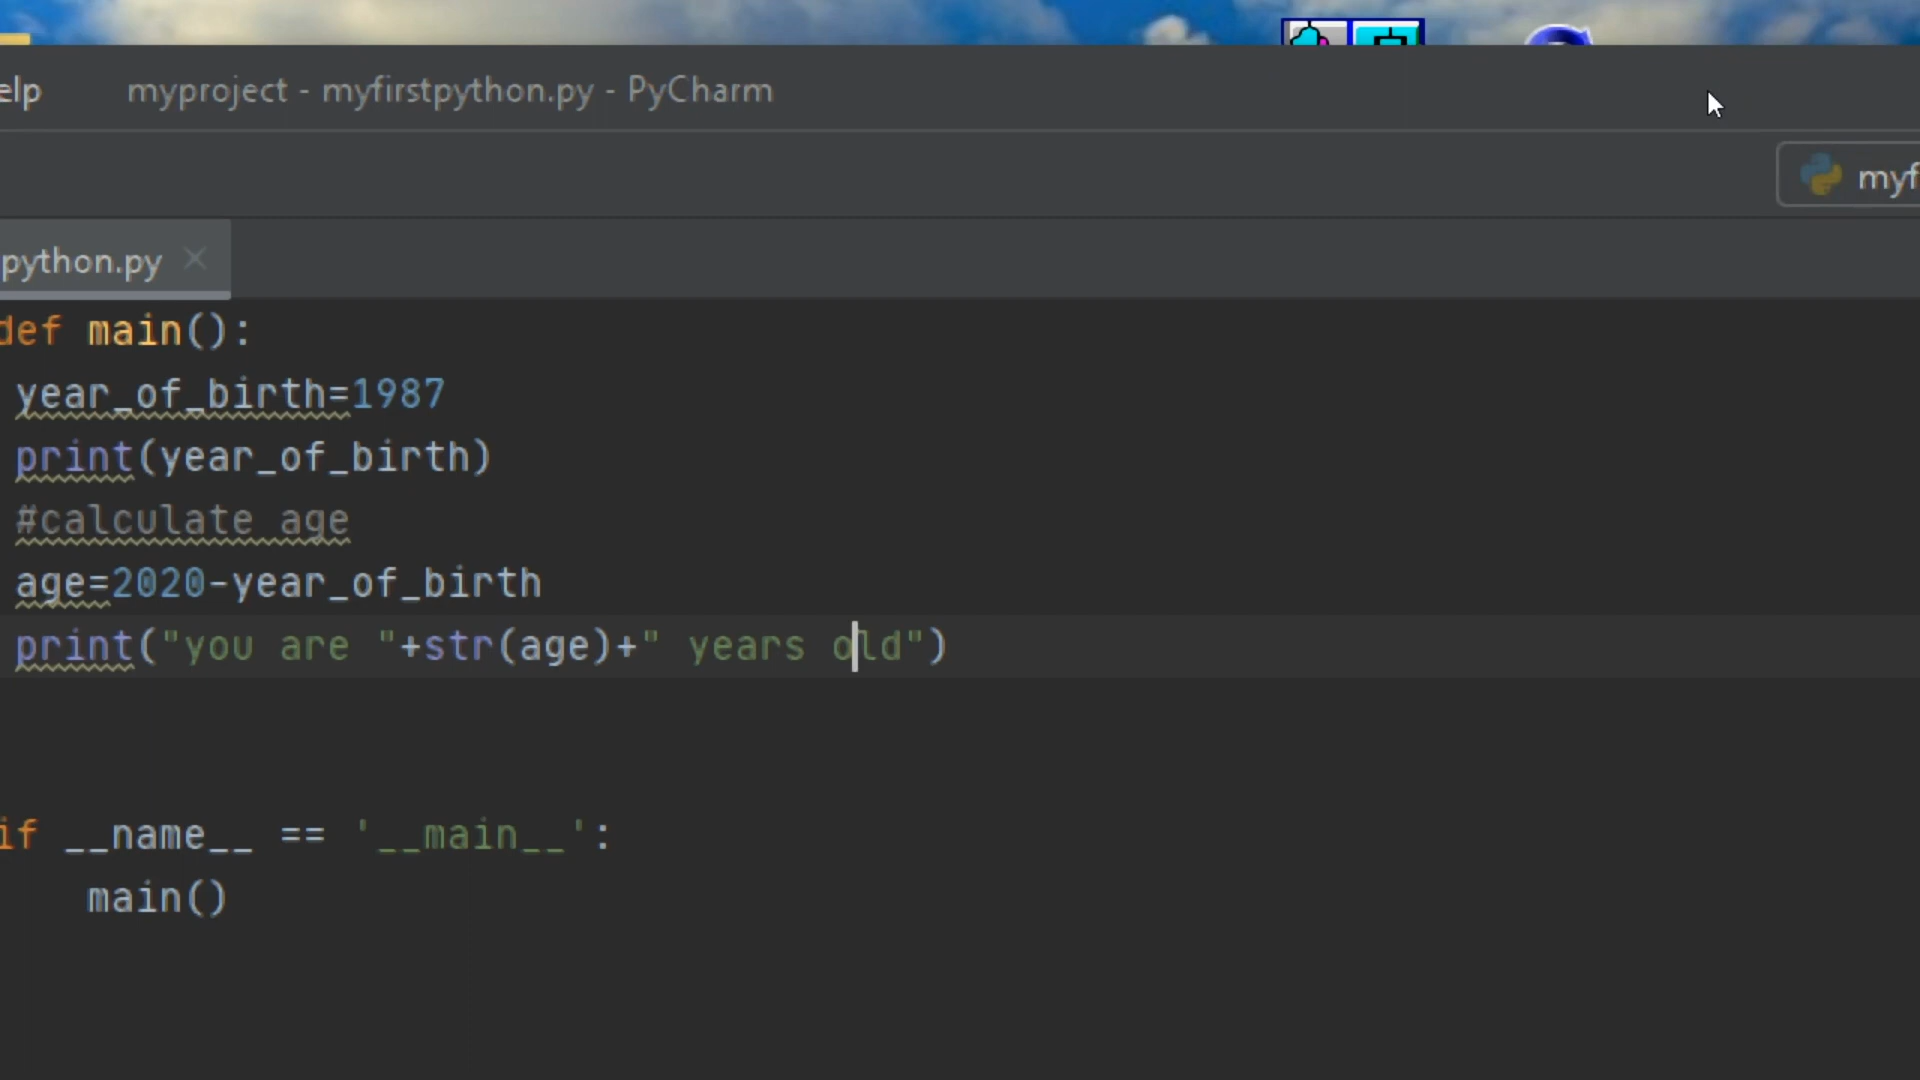 elp myproject - myfirstpython.py - PyCharm
myf
python.py
def main():
year_of_birth=1987
print(year_of_birth)
#calculate age
age=2020-year_of_birth
print("you are "+str(age)+" years old")
if __name__ == '__main__':
main()